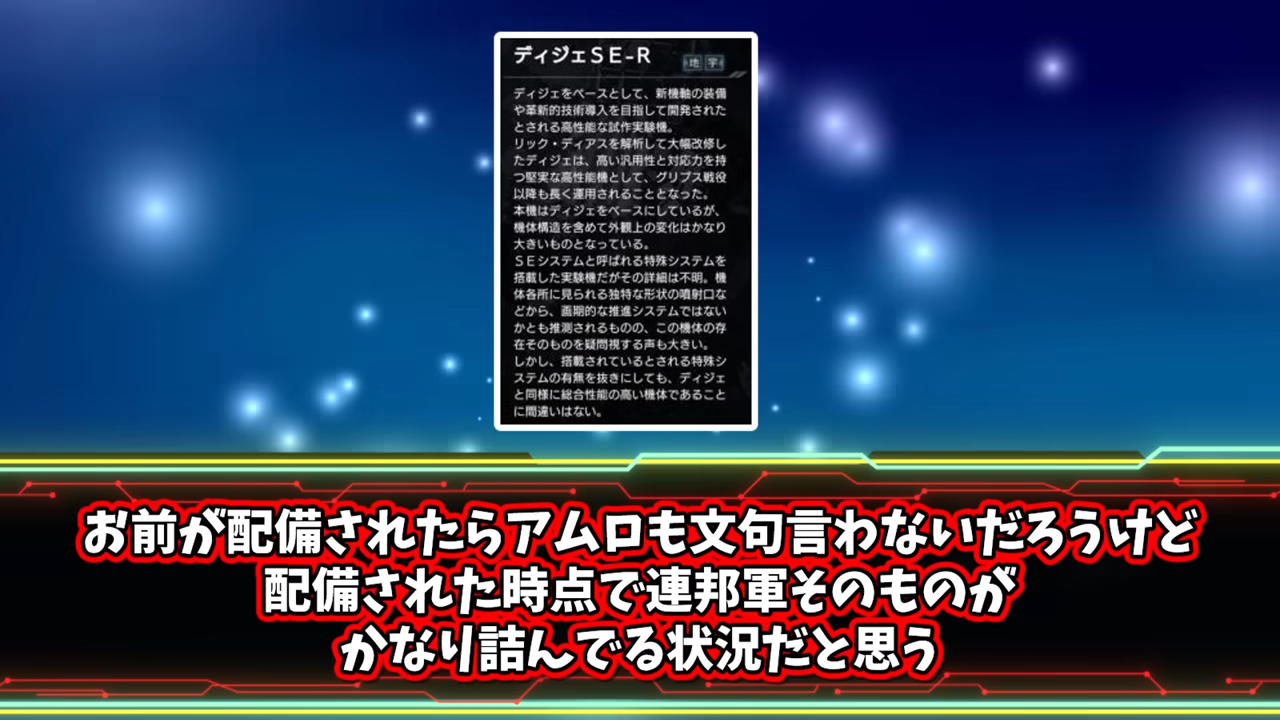 ディジェSE-R
地 宇
ディジェをベースとして、新機軸の装備
や革新的技術導入を目指して開発された
とされる高性能な試作実験機。
リック・ディアスを解析して大幅改修し
たディジェは、高い汎用性と対応力を持
つ堅実な高性能機として、グリプス戦役
以降も長く運用されることとなった。
本機はディジェをベースにしているが、
機体構造を含めて外観上の変化はかなり
大きいものとなっている。
SEシステムと呼ばれる特殊システムを
搭載した実験機だがその詳細は不明。機
体各所に見られる独特な形状の噴射口な
どから、画期的な推進システムではない
かとも推測されるものの、この機体の存
在そのものを疑問視する声も大きい。
しかし、搭載されているとされる特殊シ
ステムの有無を抜きにしても、ディジェ
と同様に総合性能の高い機体であること
に間違いはない。
お前が配備されたらアムロも文句言わないだろうけど
配備された時点で連邦軍そのものが
かなり詰んでる状況だと思う